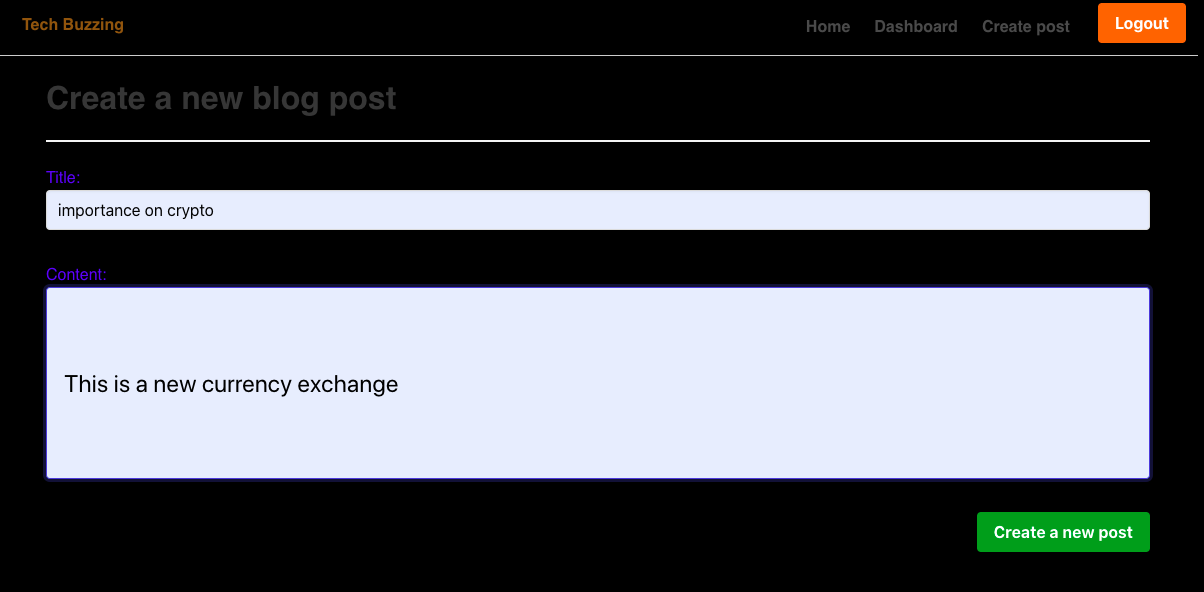 Tech Buzzing
Home Dashboard Create post Logout
Create a new blog post
Title:
importance on crypto
Content:
This is a new currency exchange
Create a new post